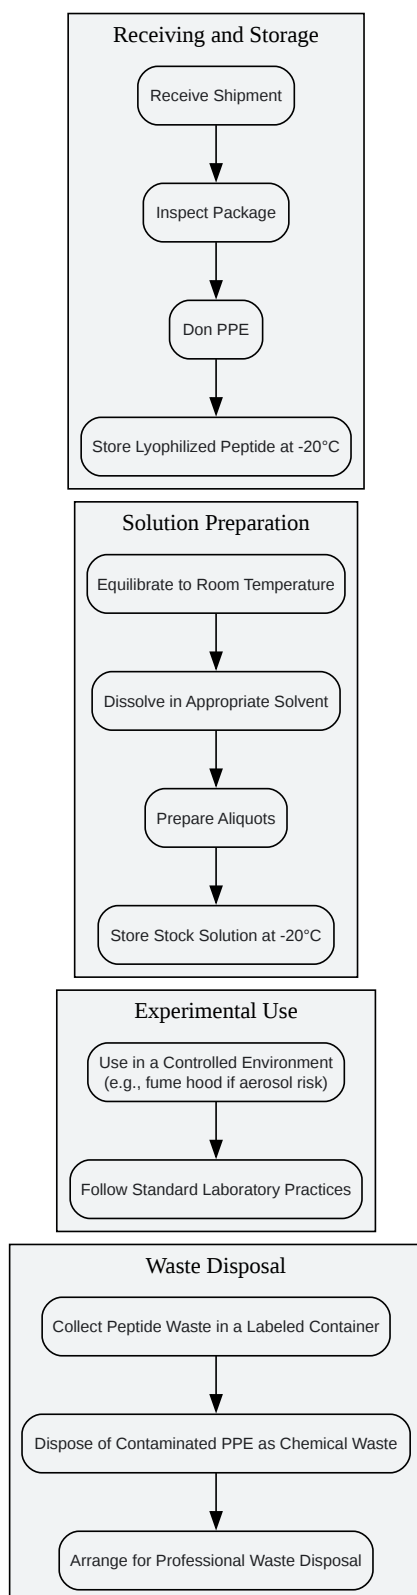 Receiving and Storage
Receive Shipment
Inspect Package
Don PPE
Store Lyophilized Peptide at -20°C
Solution Preparation
Equilibrate to Room Temperature
Dissolve in Appropriate Solvent
Prepare Aliquots
Store Stock Solution at -20°C
Experimental Use
Use in a Controlled Environment
(e.g., fume hood if aerosol risk)
Follow Standard Laboratory Practices
Waste Disposal
Collect Peptide Waste in a Labeled Container
Dispose of Contaminated PPE as Chemical Waste
Arrange for Professional Waste Disposal